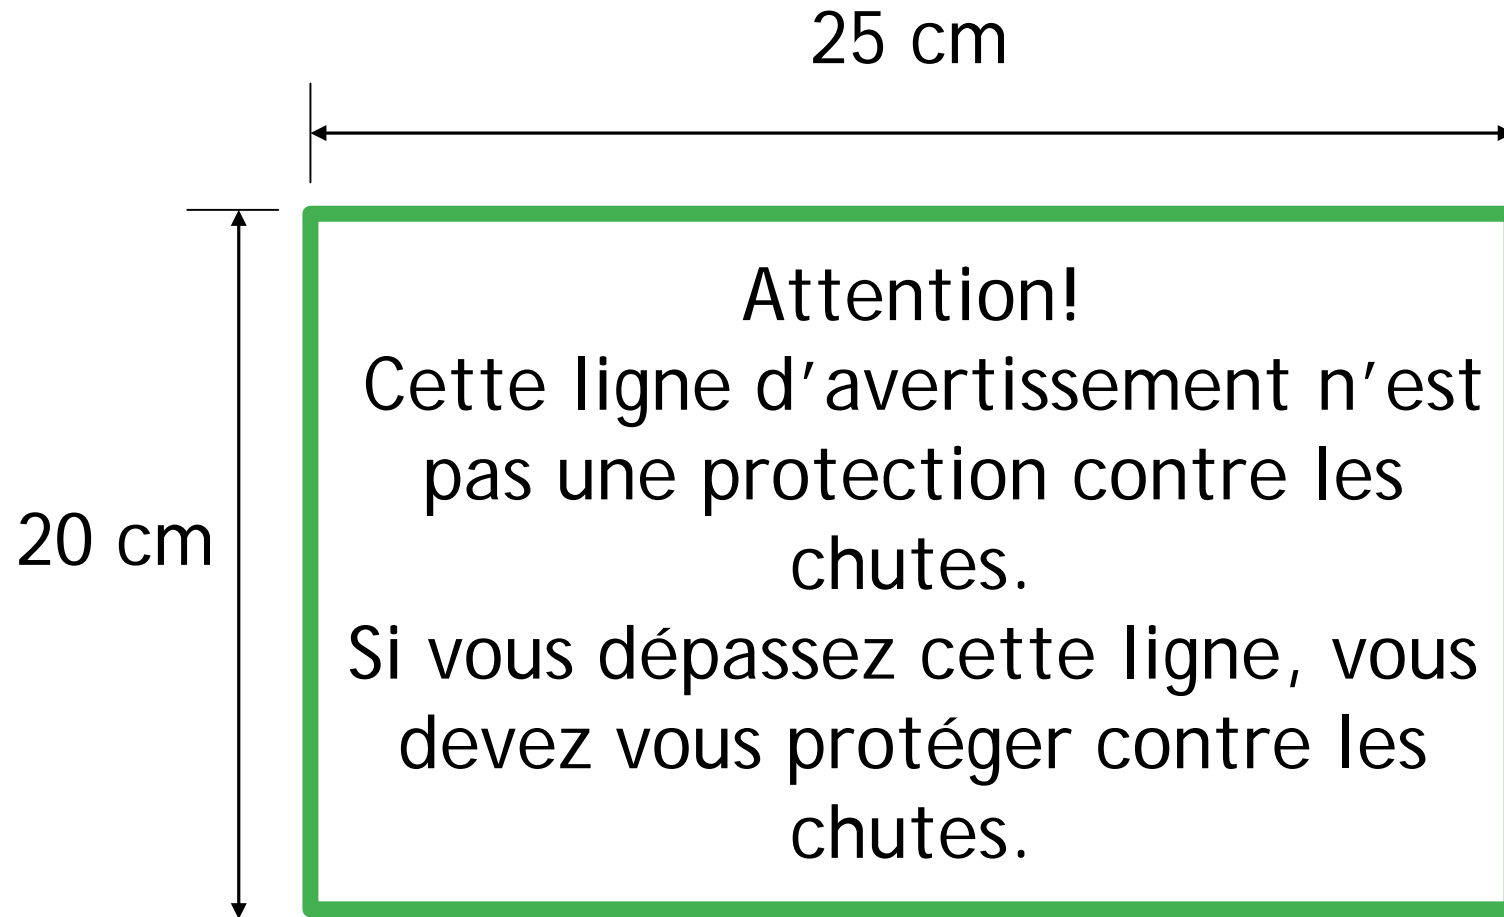 25 cm
20 cm
Attention!
Cette ligne d’avertissement n’est
pas une protection contre les
chutes.
Si vous dépassez cette ligne, vous
devez vous protéger contre les
chutes.